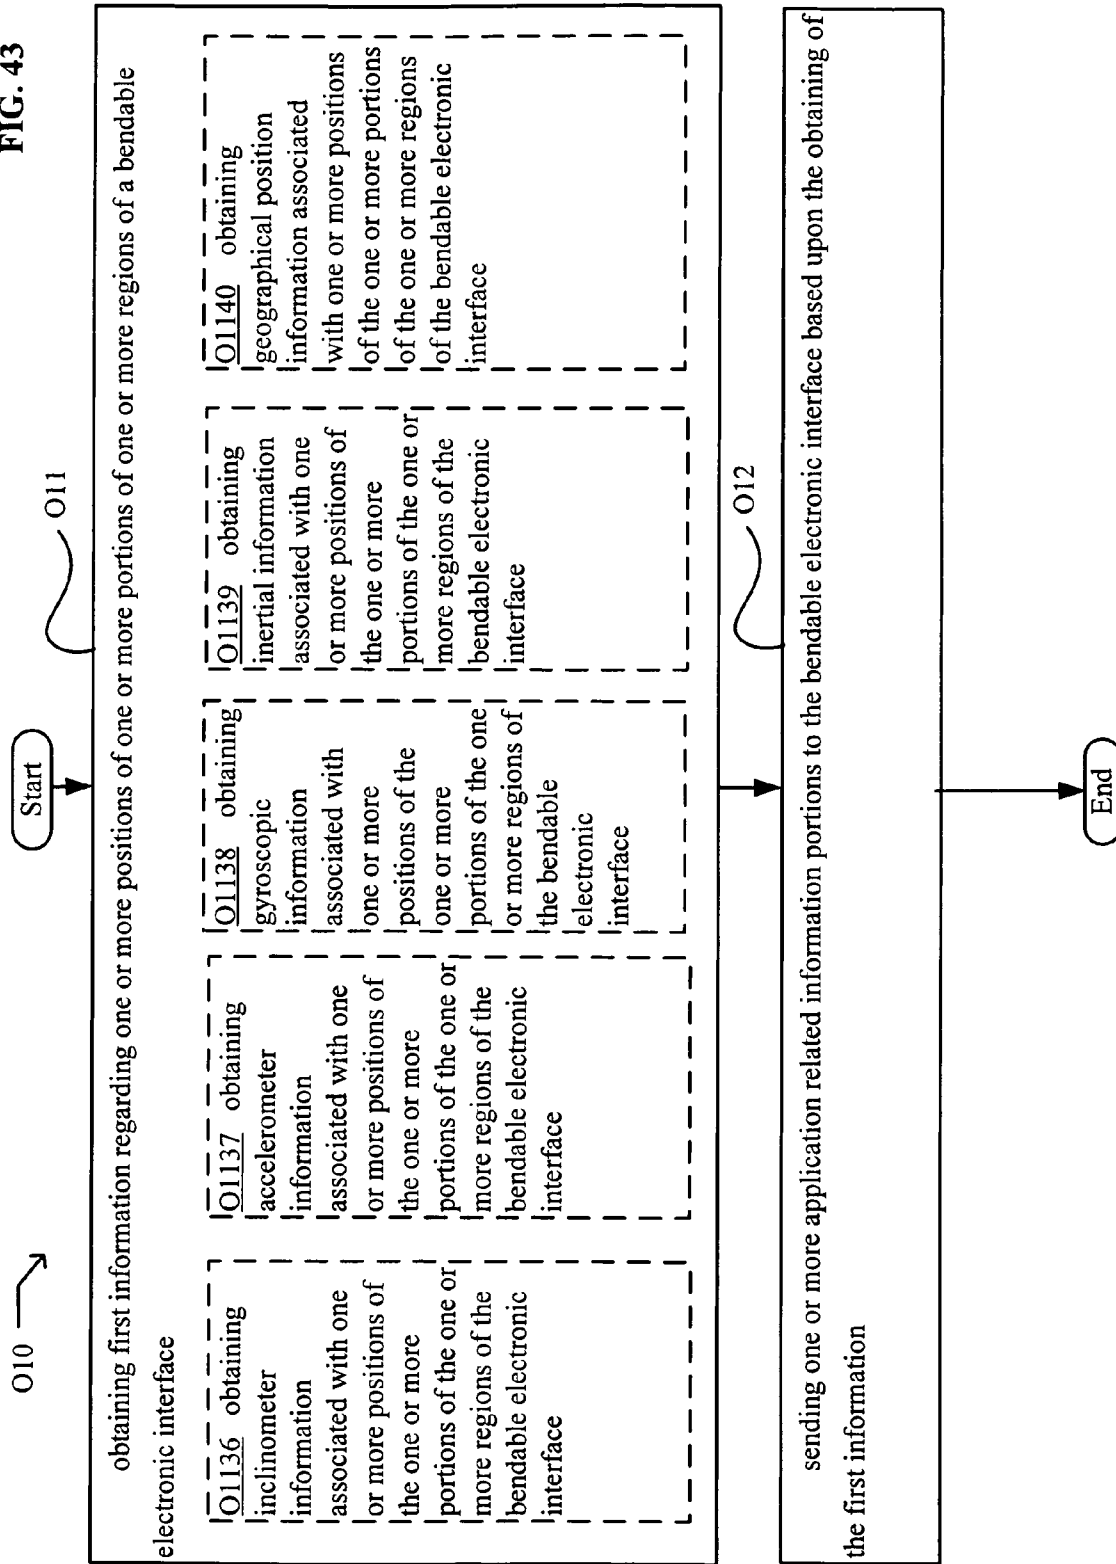 FIG. 43
O10
Start
O11
obtaining first information regarding one or more positions of one or more portions of one or more regions of a bendable
electronic interface
O1136 obtaining
inclinometer
information
associated with one
or more positions of
the one or more
portions of the one or
more regions of the
bendable electronic
interface
O1137 obtaining
accelerometer
information
associated with one
or more positions of
the one or more
portions of the one or
more regions of the
bendable electronic
interface
O1138 obtaining
gyroscopic
information
associated with
one or more
positions of the
one or more
portions of the one
or more regions of
the bendable
electronic
interface
O1139 obtaining
inertial information
associated with one
or more positions of
the one or more
portions of the one or
more regions of the
bendable electronic
interface
O1140 obtaining
geographical position
information associated
with one or more positions
of the one or more portions
of the one or more regions
of the bendable electronic
interface
O12
sending one or more application related information portions to the bendable electronic interface based upon the obtaining of
the first information
End